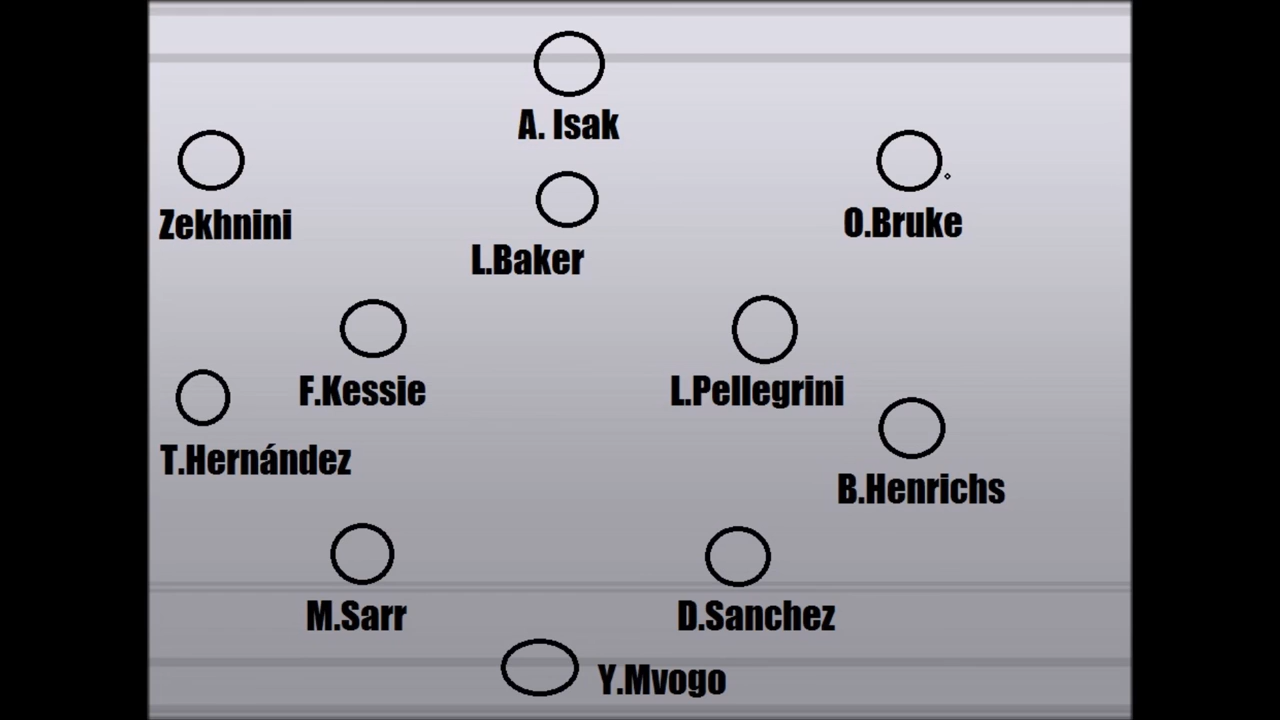 A. Isak
Zekhnini
O.Bruke
L.Baker
F.Kessie
L.Pellegrini
T.Hernández
B.Henrichs
M.Sarr
D.Sanchez
Y.Mvogo